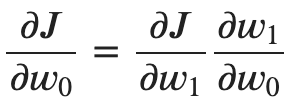 ∂J/∂w₀ = ∂J/∂w₁ ∂w₁/∂w₀